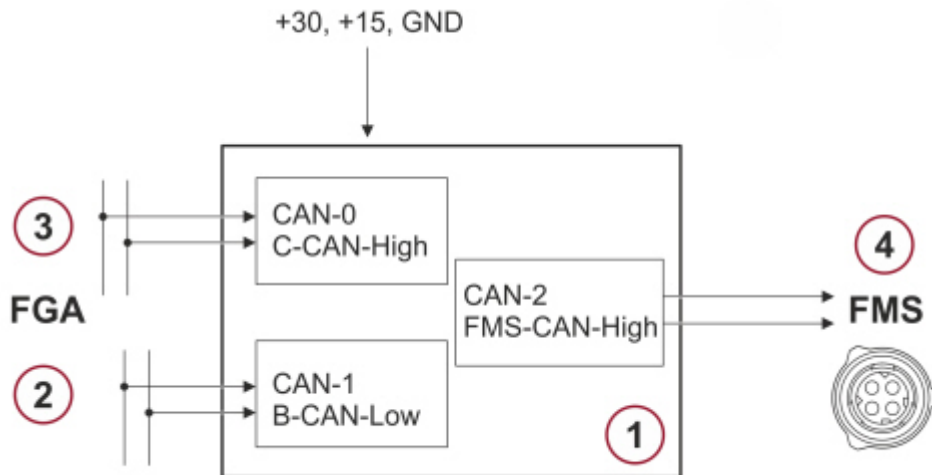 +30, +15, GND
3
CAN-0
C-CAN-High
4
FGA
CAN-2
FMS-CAN-High
FMS
2
CAN-1
B-CAN-Low
1